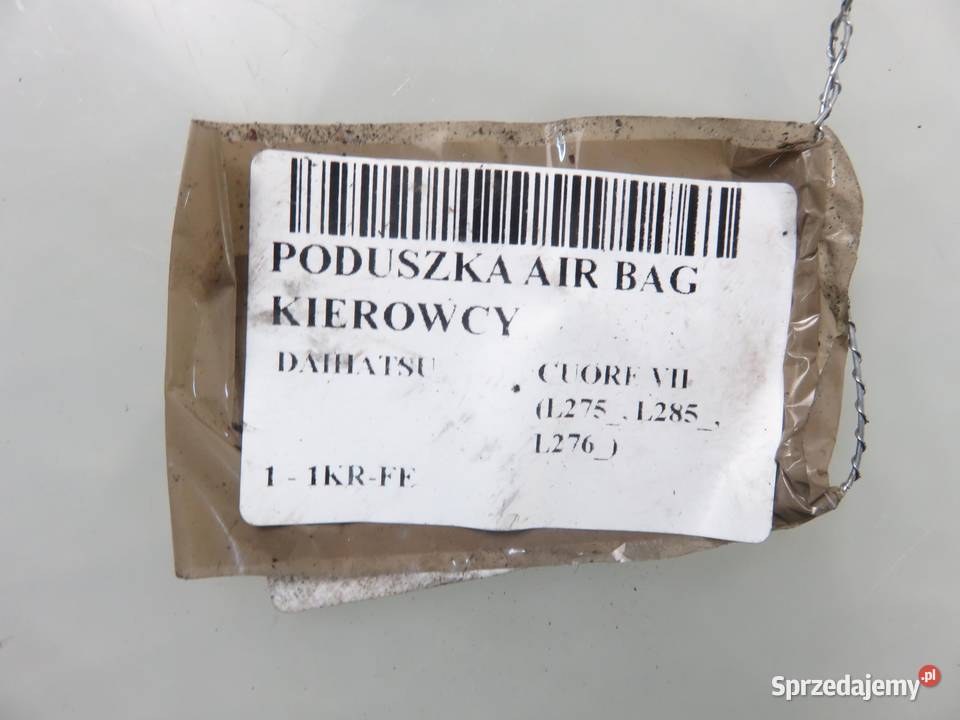 PODUSZKA AIR BAG
KIEROWCY
DAIHATSU CUORE VII
(L275_, L285_,
L276_)
1 - 1KR-FE
Sprzedajemy.pl